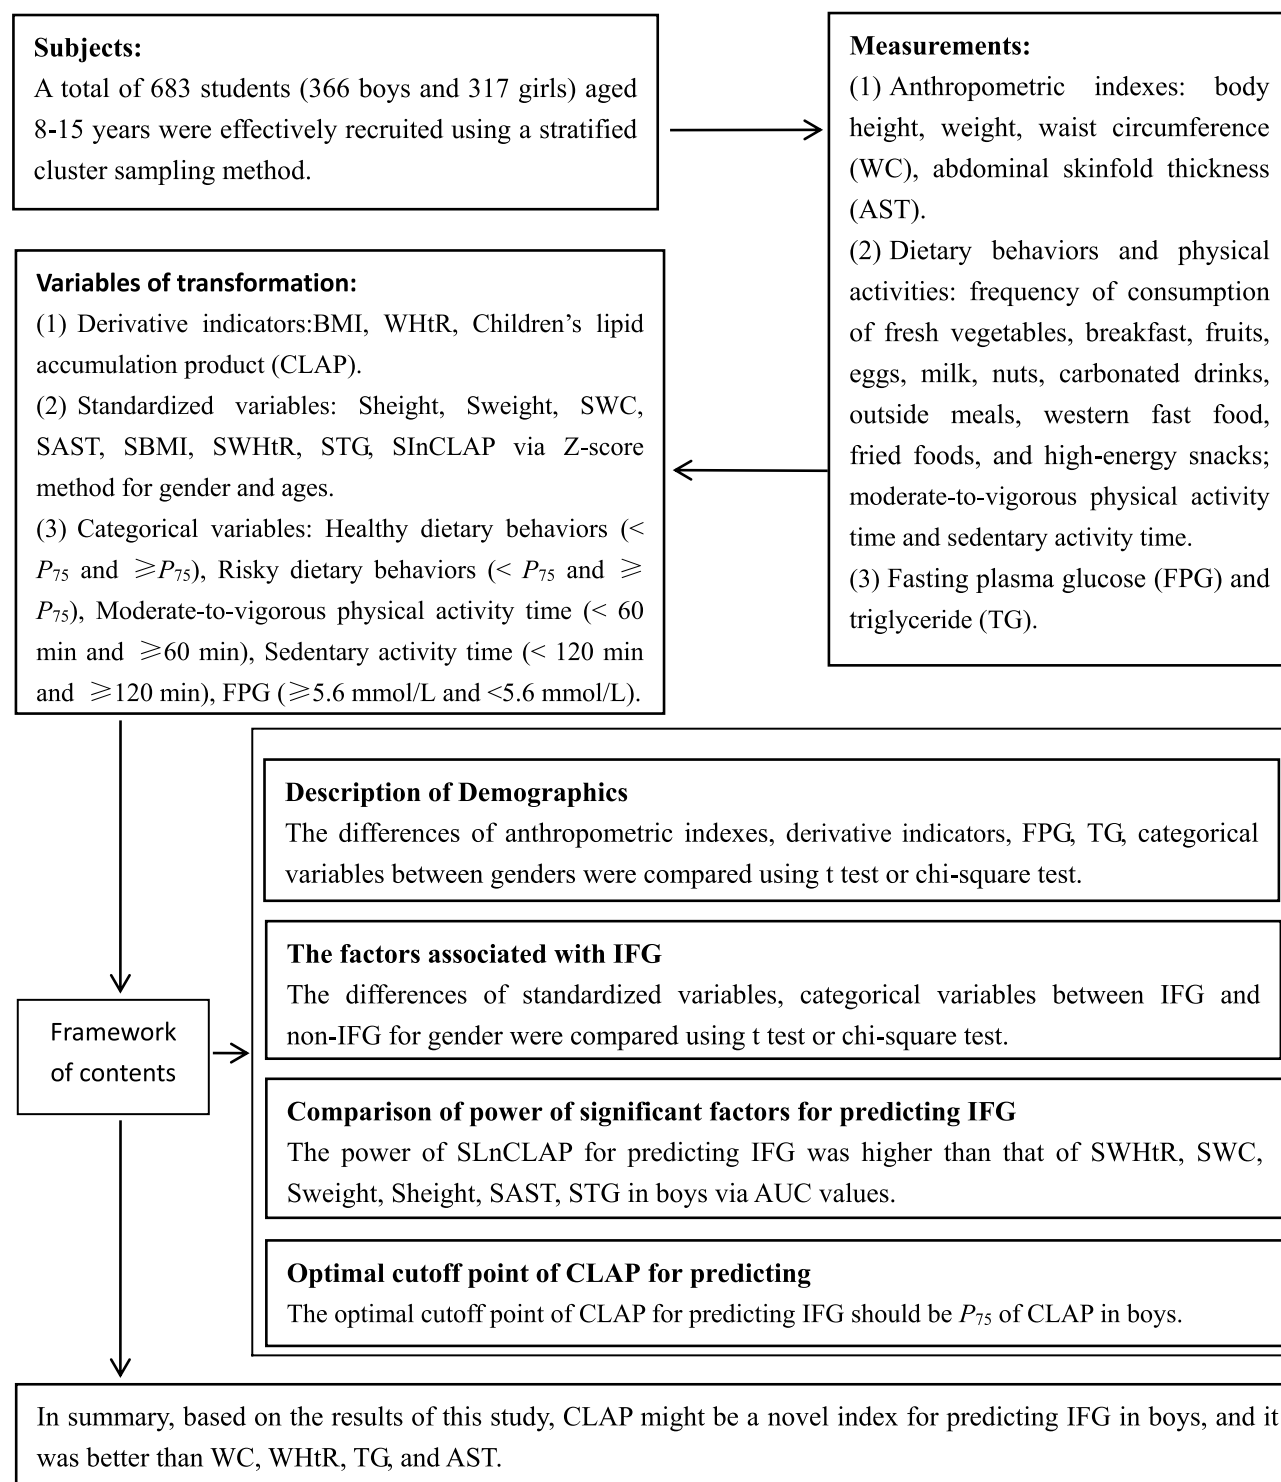 Subjects:
A total of 683 students (366 boys and 317 girls) aged
8-15 years were effectively recruited using a stratified
cluster sampling method.
Measurements:
(1) Anthropometric indexes: body
height, weight, waist circumference
(WC), abdominal skinfold thickness
(AST).
(2) Dietary behaviors and physical
activities: frequency of consumption
of fresh vegetables, breakfast, fruits,
eggs, milk, nuts, carbonated drinks,
outside meals, western fast food,
fried foods, and high-energy snacks;
moderate-to-vigorous physical activity
time and sedentary activity time.
(3) Fasting plasma glucose (FPG) and
triglyceride (TG).
Variables of transformation:
(1) Derivative indicators:BMI, WHtR, Children's lipid
accumulation product (CLAP).
(2) Standardized variables: Sheight, Sweight, SWC,
SAST, SBMI, SWHtR, STG, SInCLAP via Z-score
method for gender and ages.
(3) Categorical variables: Healthy dietary behaviors (<
P75 and ≥P75), Risky dietary behaviors (< P75 and ≥
P75), Moderate-to-vigorous physical activity time (< 60
min and ≥60 min), Sedentary activity time (< 120 min
and ≥120 min), FPG (≥5.6 mmol/L and <5.6 mmol/L).
Framework
of contents
Description of Demographics
The differences of anthropometric indexes, derivative indicators, FPG, TG, categorical
variables between genders were compared using t test or chi-square test.
The factors associated with IFG
The differences of standardized variables, categorical variables between IFG and
non-IFG for gender were compared using t test or chi-square test.
Comparison of power of significant factors for predicting IFG
The power of SLnCLAP for predicting IFG was higher than that of SWHtR, SWC,
Sweight, Sheight, SAST, STG in boys via AUC values.
Optimal cutoff point of CLAP for predicting
The optimal cutoff point of CLAP for predicting IFG should be P75 of CLAP in boys.
In summary, based on the results of this study, CLAP might be a novel index for predicting IFG in boys, and it
was better than WC, WHtR, TG, and AST.